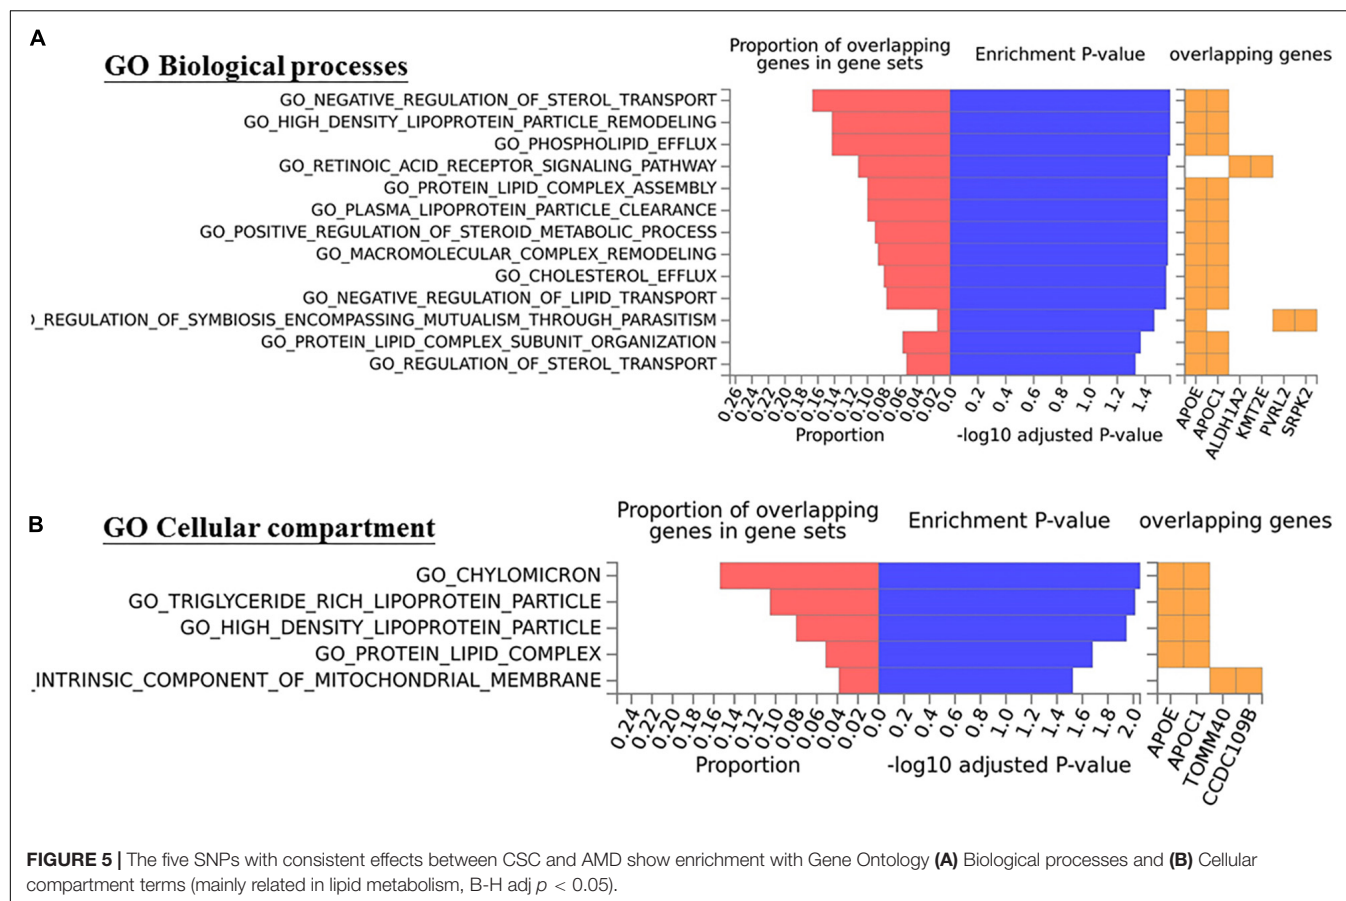 A
GO Biological processes
Proportion of overlapping
genes in gene sets
Enrichment P-value
overlapping genes
GO_NEGATIVE_REGULATION_OF_STEROL_TRANSPORT
GO_HIGH_DENSITY_LIPOPROTEIN_PARTICLE_REMODELING
GO_PHOSPHOLIPID_EFFLUX
GO_RETINOIC_ACID_RECEPTOR_SIGNALING_PATHWAY
GO_PROTEIN_LIPID_COMPLEX_ASSEMBLY
GO_PLASMA_LIPOPROTEIN_PARTICLE_CLEARANCE
GO_POSITIVE_REGULATION_OF_STEROID_METABOLIC_PROCESS
GO_MACROMOLECULAR_COMPLEX_REMODELING
GO_CHOLESTEROL_EFFLUX
GO_NEGATIVE_REGULATION_OF_LIPID_TRANSPORT
O_REGULATION_OF_SYMBIOSIS_ENCOMPASSING_MUTUALISM_THROUGH_PARASITISM
GO_PROTEIN_LIPID_COMPLEX_SUBUNIT_ORGANIZATION
GO_REGULATION_OF_STEROL_TRANSPORT
0.26 0.24 0.22 0.20 0.18 0.16 0.14 0.12 0.10 0.08 0.06 0.04 0.02 0.0 0.2 0.4 0.6 0.8 1.0 1.2 1.4
APOE APOC1 ALDH1A2 KMT2E PVRL2 SRPK2
Proportion
-log10 adjusted P-value
B
GO Cellular compartment
Proportion of overlapping
genes in gene sets
Enrichment P-value
overlapping genes
GO_CHYLOMICRON
GO_TRIGLYCERIDE_RICH_LIPOPROTEIN_PARTICLE
GO_HIGH_DENSITY_LIPOPROTEIN_PARTICLE
GO_PROTEIN_LIPID_COMPLEX
_INTRINSIC_COMPONENT_OF_MITOCHONDRIAL_MEMBRANE
0.24 0.22 0.20 0.18 0.16 0.14 0.12 0.10 0.08 0.06 0.04 0.02 0.0 0.2 0.4 0.6 0.8 1.0 1.2 1.4 1.6 1.8 2.0
APOE APOC1 TOMM40 CCDC109B
Proportion
-log10 adjusted P-value
FIGURE 5 | The five SNPs with consistent effects between CSC and AMD show enrichment with Gene Ontology (A) Biological processes and (B) Cellular
compartment terms (mainly related in lipid metabolism, B-H adj p < 0.05).